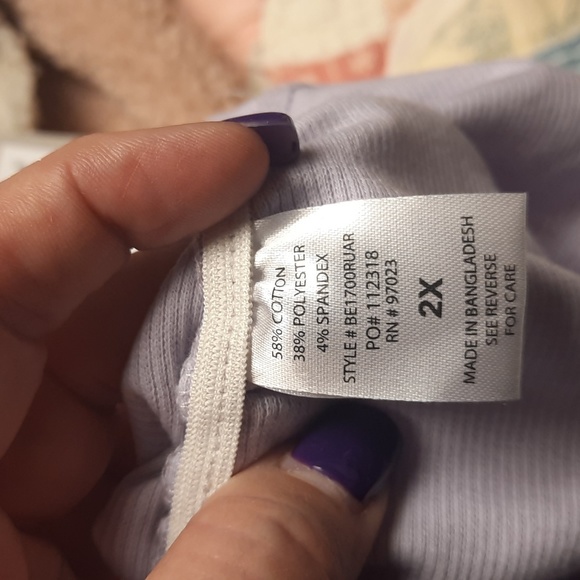 58% COTTON
38% POLYESTER
4% SPANDEX
STYLE # BE1700RUAR
PO# 112318
RN # 97023
2X
MADE IN BANGLADESH
SEE REVERSE
FOR CARE